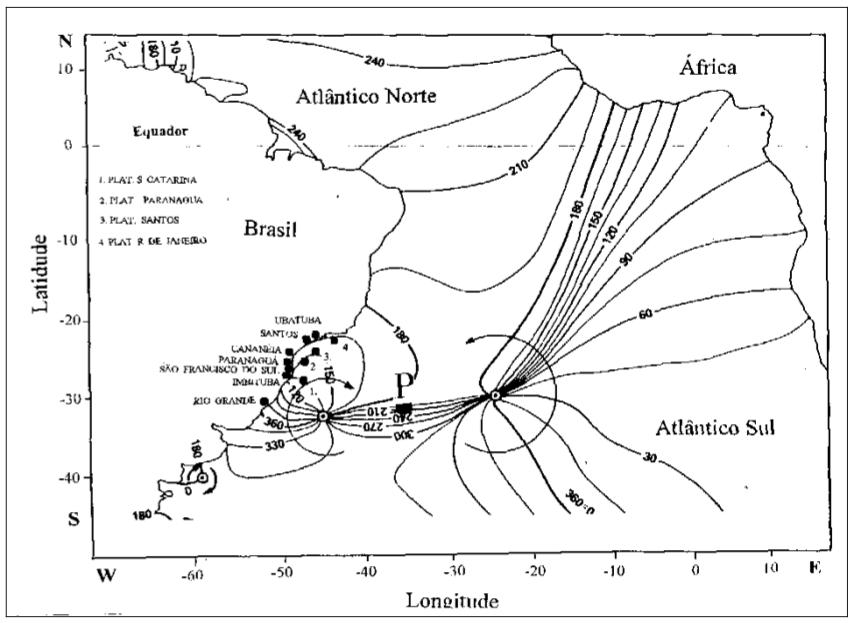 N
10
0
-10
-20
-30
-40
S
Latidude
W
-60
-50
-40
-30
-20
-10
0
10
E
Longitude
180
10
240
Atlântico Norte
África
240
Equador
210
1. PLAT. S CATARINA
2. PLAT PARANAGUA
3. PLAT. SANTOS
4 PLAT R DE JANEIRO
Brasil
180
150
120
90
60
UBATUBA
SANTOS
CANANÉIA
PARANAGUÁ
SÃO FRANCISCO DO SUL
IMBITUBA
RIO GRANDE
4
3.
2
1.
180
150
P
210
240
270
300
360
330
Atlântico Sul
30
360=0
180
0
180